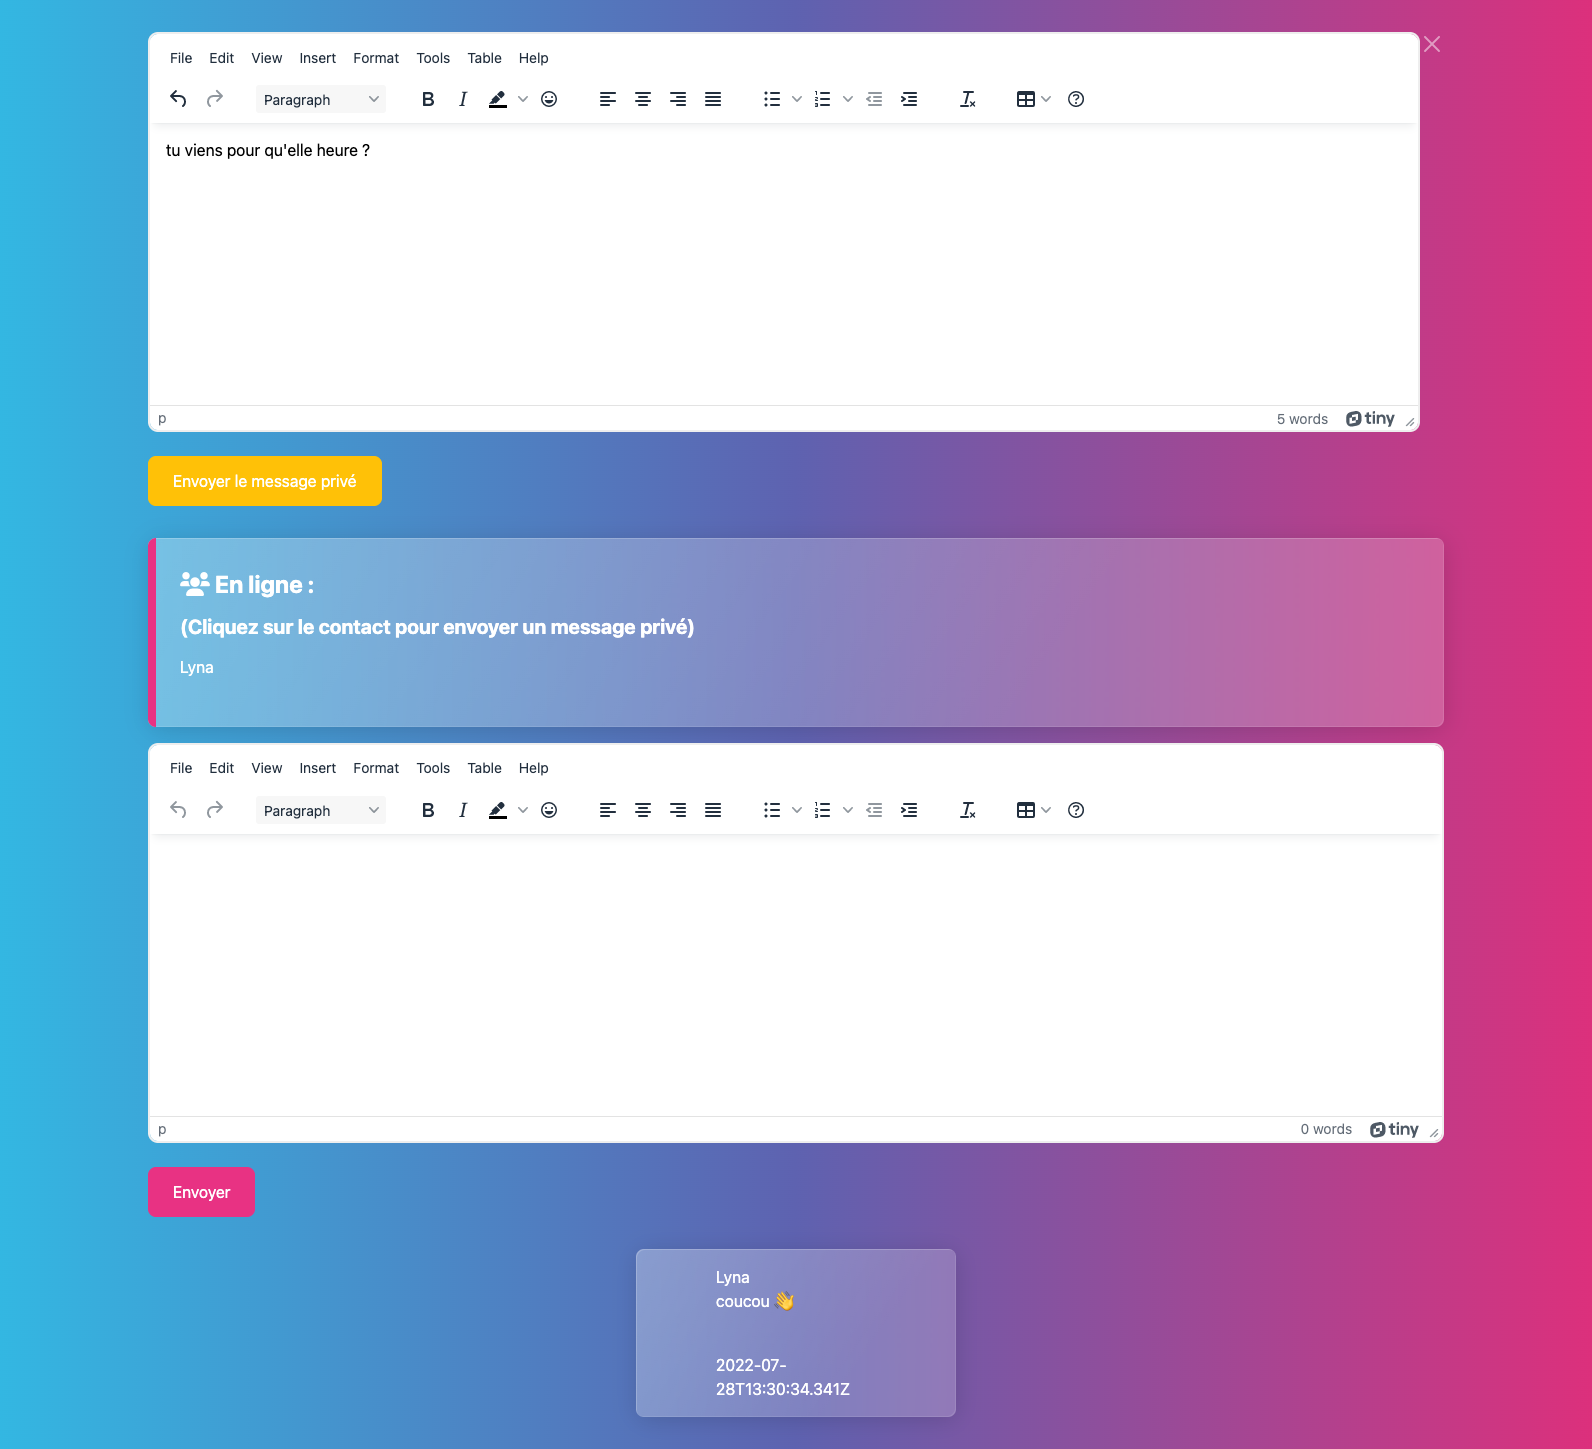 File Edit View Insert Format Tools Table Help
Paragraph
tu viens pour qu'elle heure ?
p 5 words tiny
Envoyer le message privé
En ligne :
(Cliquez sur le contact pour envoyer un message privé)
Lyna
File Edit View Insert Format Tools Table Help
Paragraph
p 0 words tiny
Envoyer
Lyna
coucou 👋
2022-07-
28T13:30:34.341Z